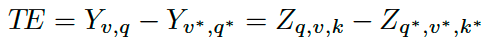 TE = Y_{v,q} − Y_{v*,q*} = Z_{q,v,k} − Z_{q*,v*,k*}